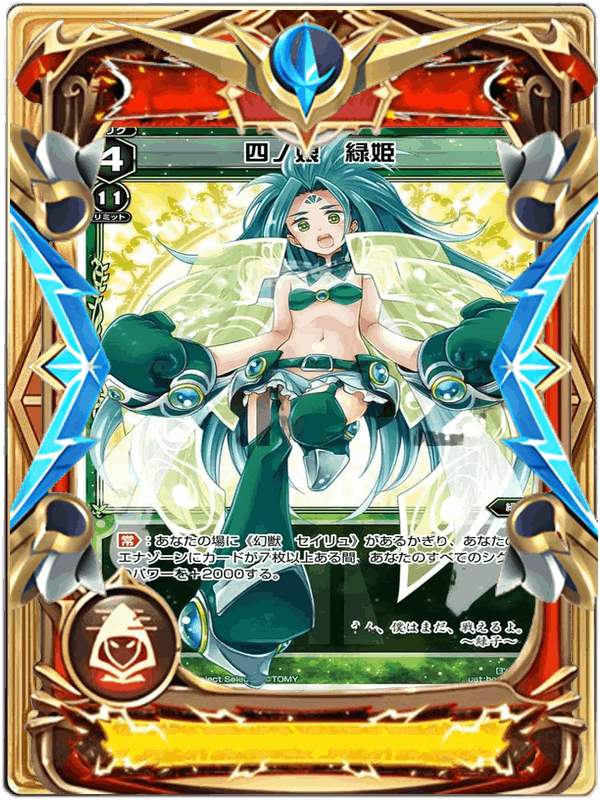 4
四ノ娘　緑姫
11
リミット
常：あなたの場に《幻獣　セイリュ》があるかぎり、あなたの
エナゾーンにカードが７枚以上ある間、あなたのすべてのシグ
パワーを+2000する。
ん、僕はまだ、戦えるよ。
～緑子～
elect Selec ©TOMY